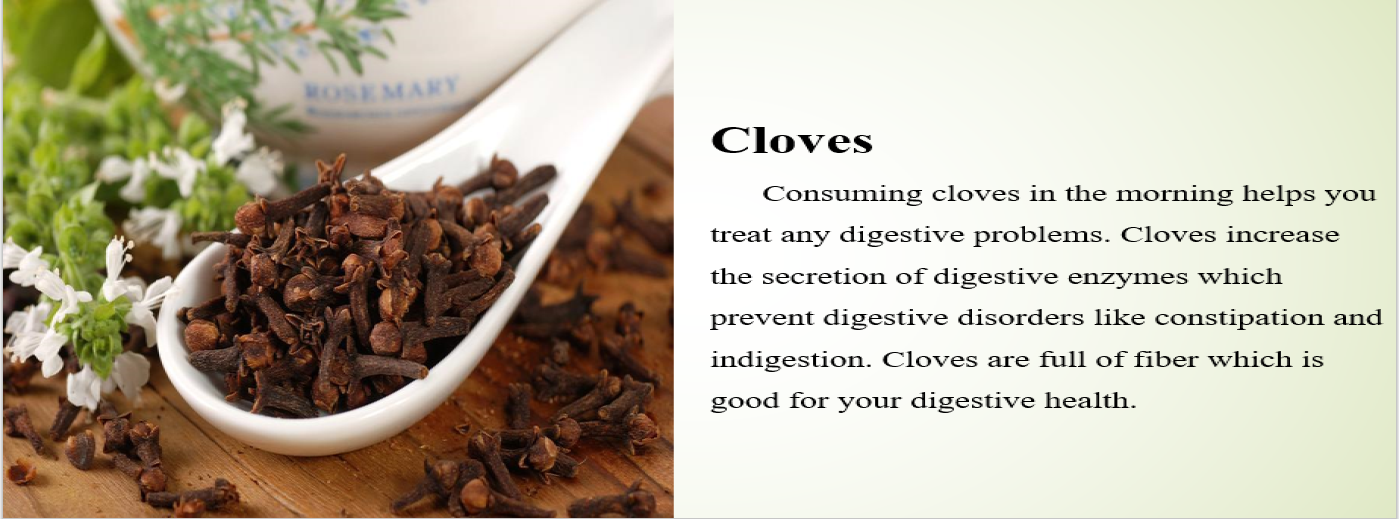 ROSEMARY
Cloves
Consuming cloves in the morning helps you
treat any digestive problems. Cloves increase
the secretion of digestive enzymes which
prevent digestive disorders like constipation and
indigestion. Cloves are full of fiber which is
good for your digestive health.